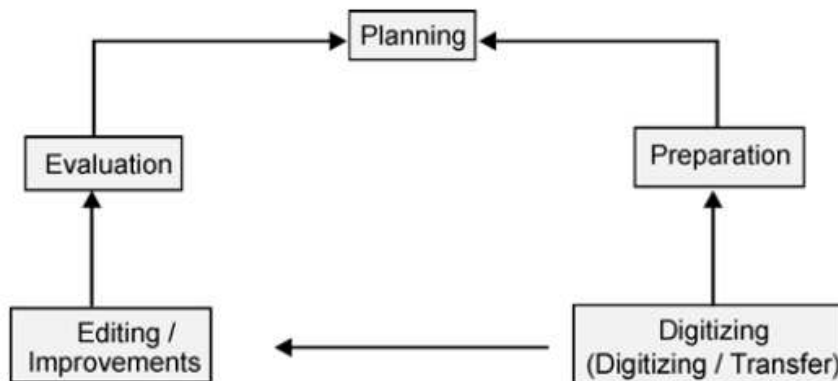 Planning
Evaluation
Preparation
Editing /
Improvements
Digitizing
(Digitizing / Transfer)